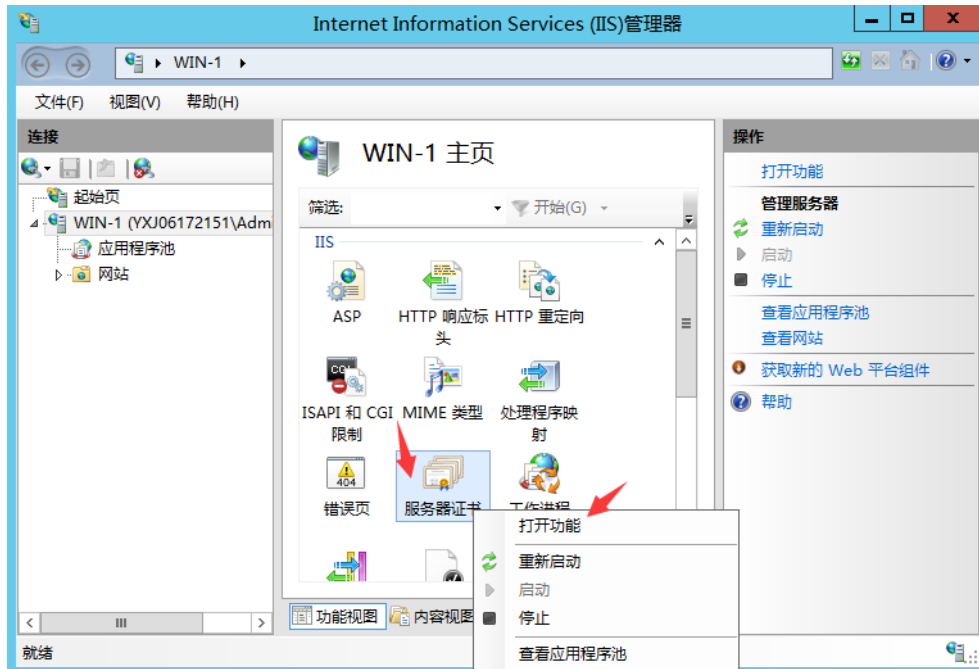 Internet Information Services (IIS)管理器
WIN-1
文件(F) 视图(V) 帮助(H)
连接
起始页
WIN-1 (YXJ06172151\Admi
应用程序池
网站
WIN-1 主页
筛选:
开始(G)
IIS
ASP
HTTP 响应标
头
HTTP 重定向
ISAPI 和 CGI
限制
MIME 类型
处理程序映
射
404
错误页
服务器证书
工作进程
功能视图
内容视图
打开功能
重新启动
启动
停止
查看应用程序池
操作
打开功能
管理服务器
重新启动
启动
停止
查看应用程序池
查看网站
获取新的 Web 平台组件
帮助
就绪